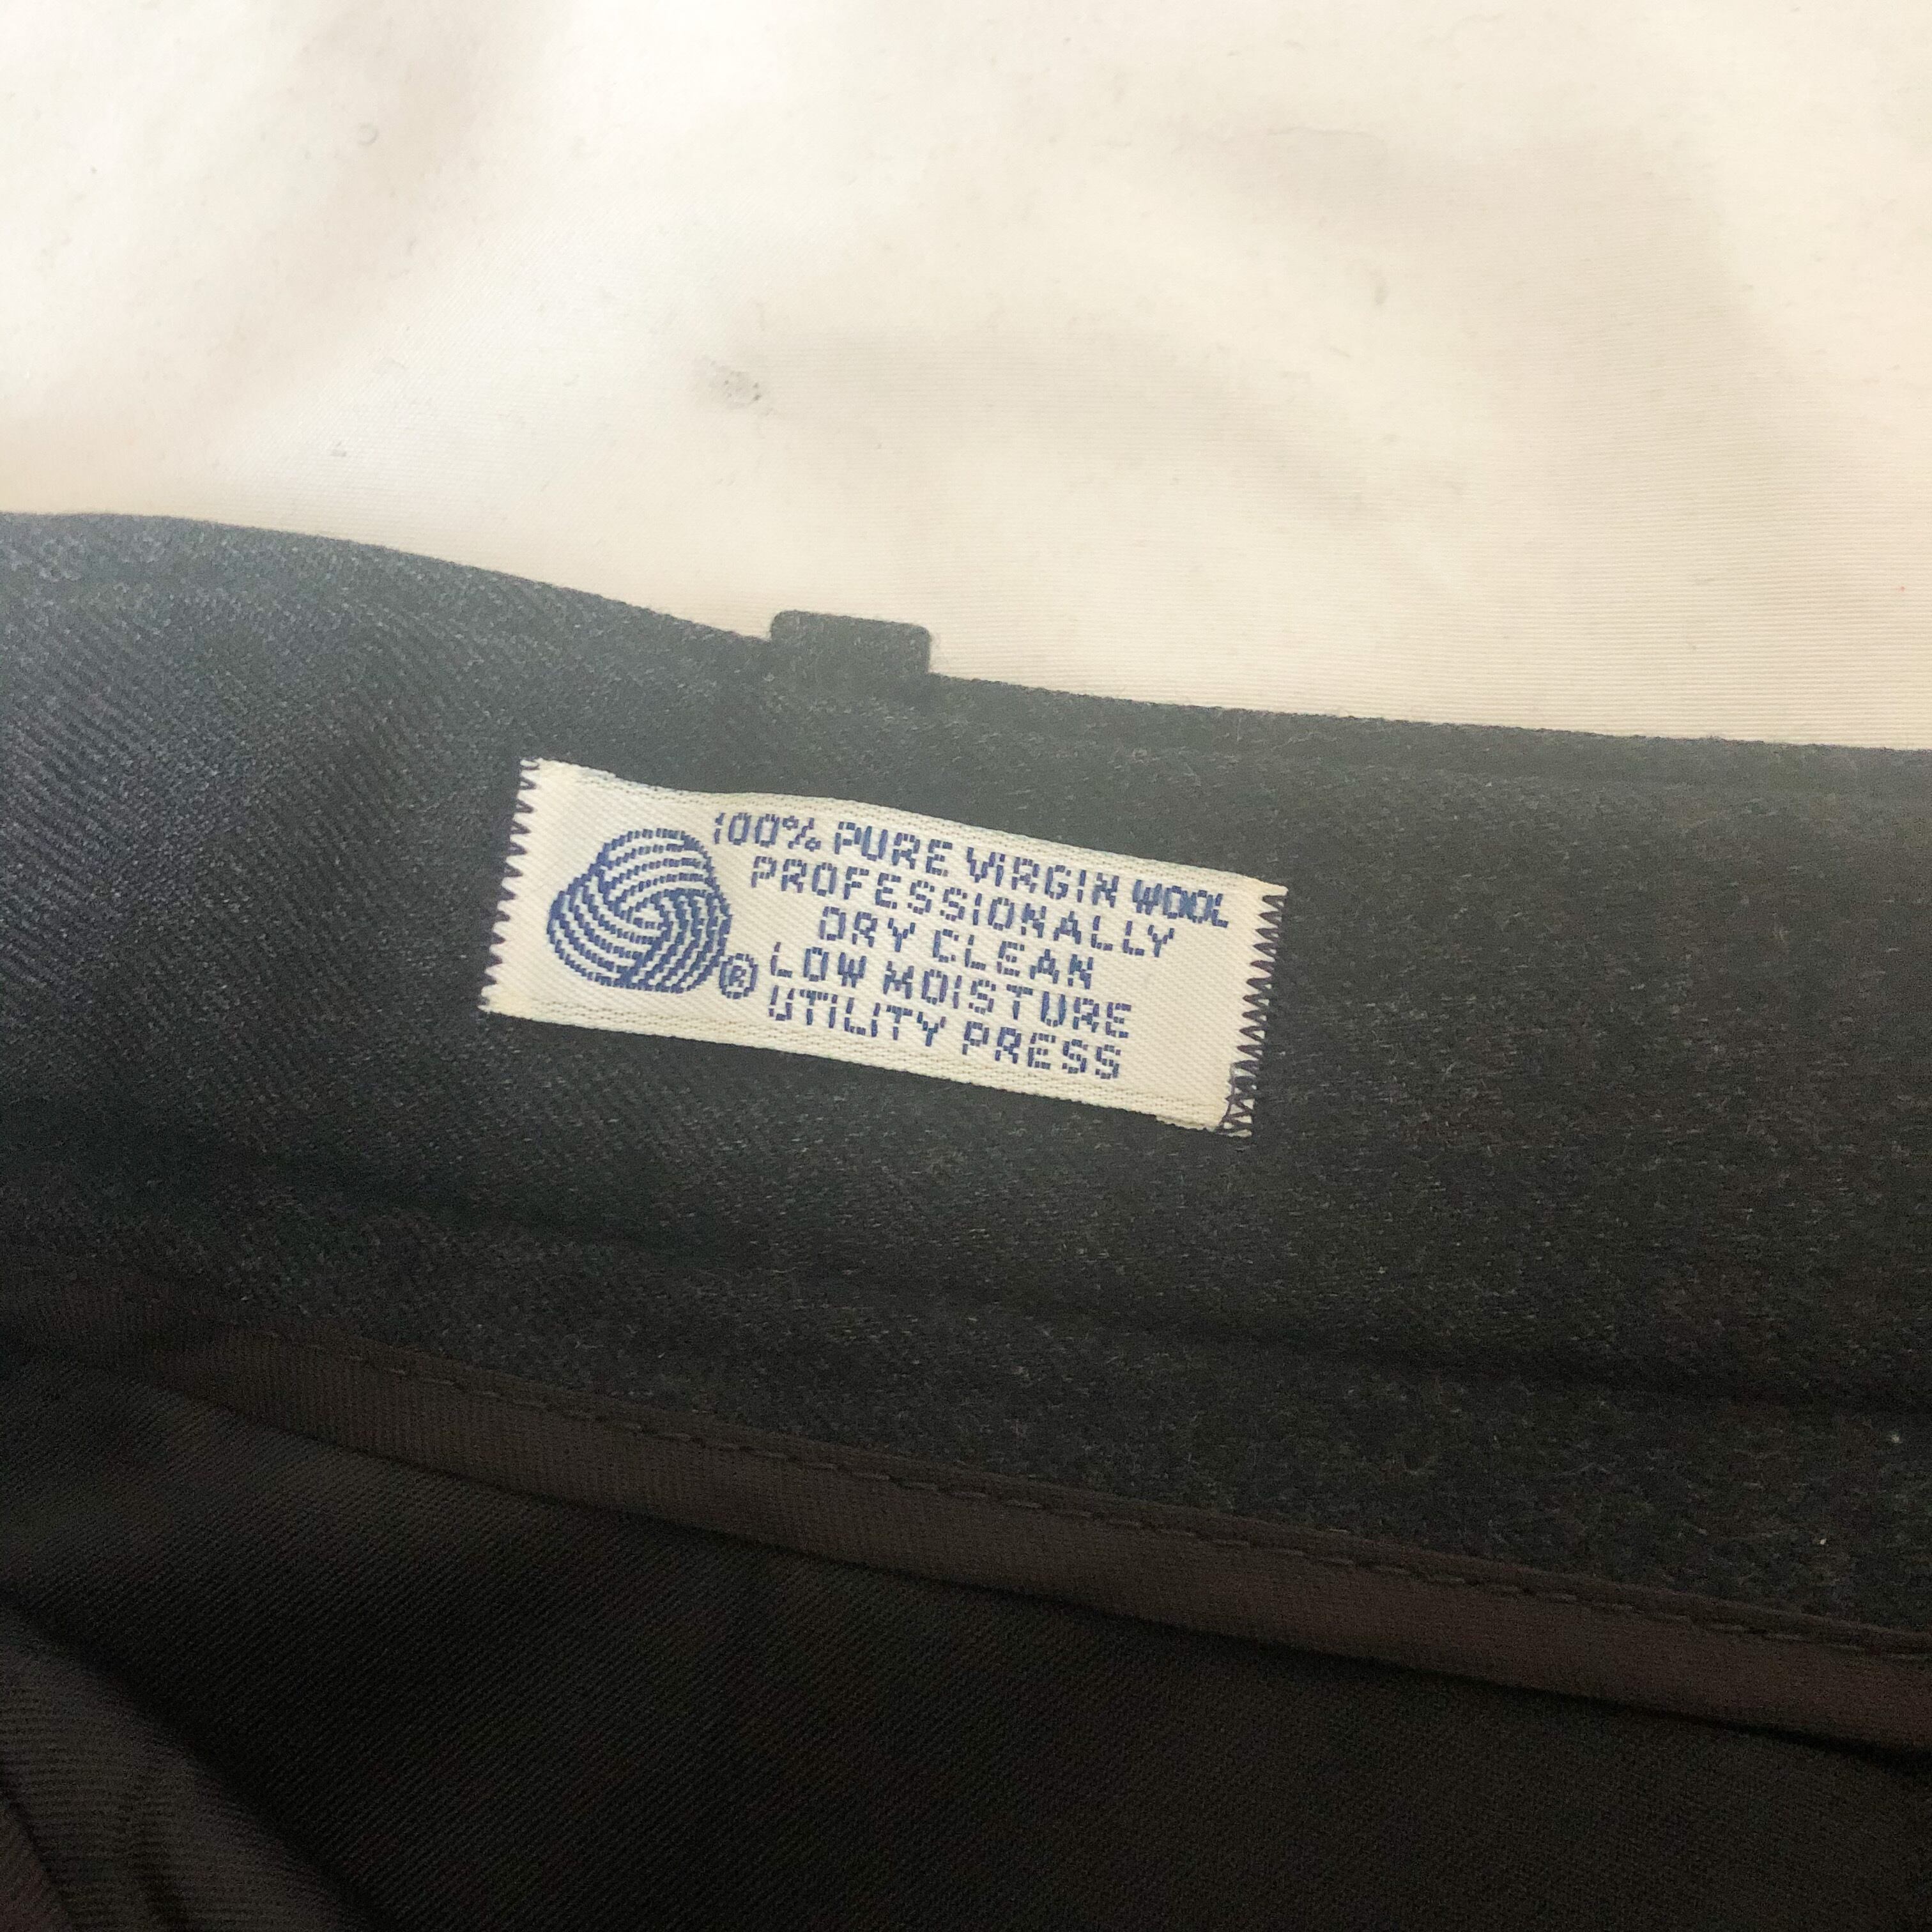 100% PURE VIRGIN WOOL
PROFESSIONALLY
DRY CLEAN
LOW MOISTURE
UTILITY PRESS
®